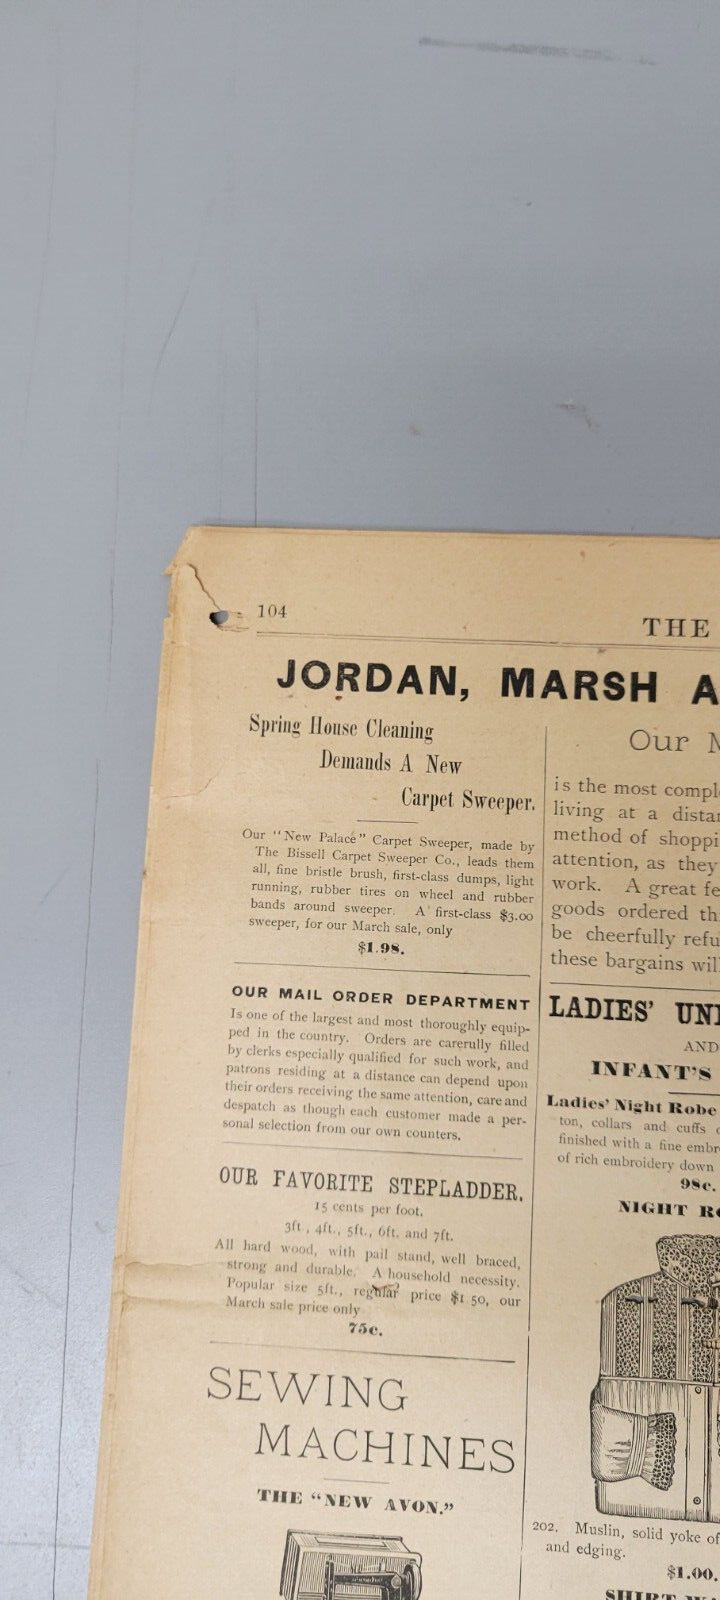 104
THE
JORDAN, MARSH A
Spring House Cleaning
Demands A New
Carpet Sweeper.
Our "New Palace" Carpet Sweeper, made by
The Bissell Carpet Sweeper Co., leads them
all, fine bristle brush, first-class dumps, light
running, rubber tires on wheel and rubber
bands around sweeper. A first-class $3.00
sweeper, for our March sale, only
$1.98.
OUR MAIL ORDER DEPARTMENT
Is one of the largest and most thoroughly equip-
ped in the country. Orders are carerully filled
by clerks especially qualified for such work, and
patrons residing at a distance can depend upon
their orders receiving the same attention, care and
despatch as though each customer made a per-
sonal selection from our own counters.
OUR FAVORITE STEPLADDER.
15 cents per foot.
3ft., 4ft., 5ft., 6ft. and 7ft.
All hard wood, with pail stand, well braced,
strong and durable. A household necessity.
Popular size 5ft., regular price $1 50, our
March sale price only
75c.
SEWING
MACHINES
THE "NEW AVON."
Our M
is the most comple
living at a distan
method of shoppi
attention, as they
work. A great fe
goods ordered th
be cheerfully refu
these bargains will
LADIES' UN
AND
INFANT'S
Ladies' Night Robe
ton, collars and cuffs
finished with a fine embr
of rich embroidery down
98c.
NIGHT RO
202. Muslin, solid yoke of
and edging.
$1.00.
SHIRT WA